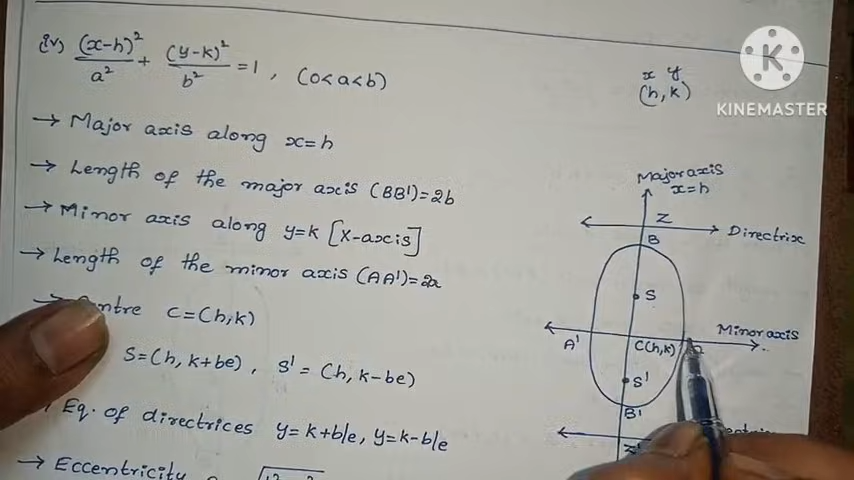 (iv) (x-h)²/a² + (y-k)²/b² = 1 , (0<a<b)
→ Major axis along x=h
→ Length of the major axis (BB')=2b
→ Minor axis along y=k [X-axis]
→ Length of the minor axis (AA')=2a
C=(h,k)
S=(h, k+be), S' = (h, k-be)
Eq. of directrices y=k+b/e, y=k-b/e
→ Eccentricity
x y
(h, k)
KINEMASTER
Major axis
x=h
Z
Directrix
B
S
Minor axis
A'
C(h,k)
S'
B'
Z'